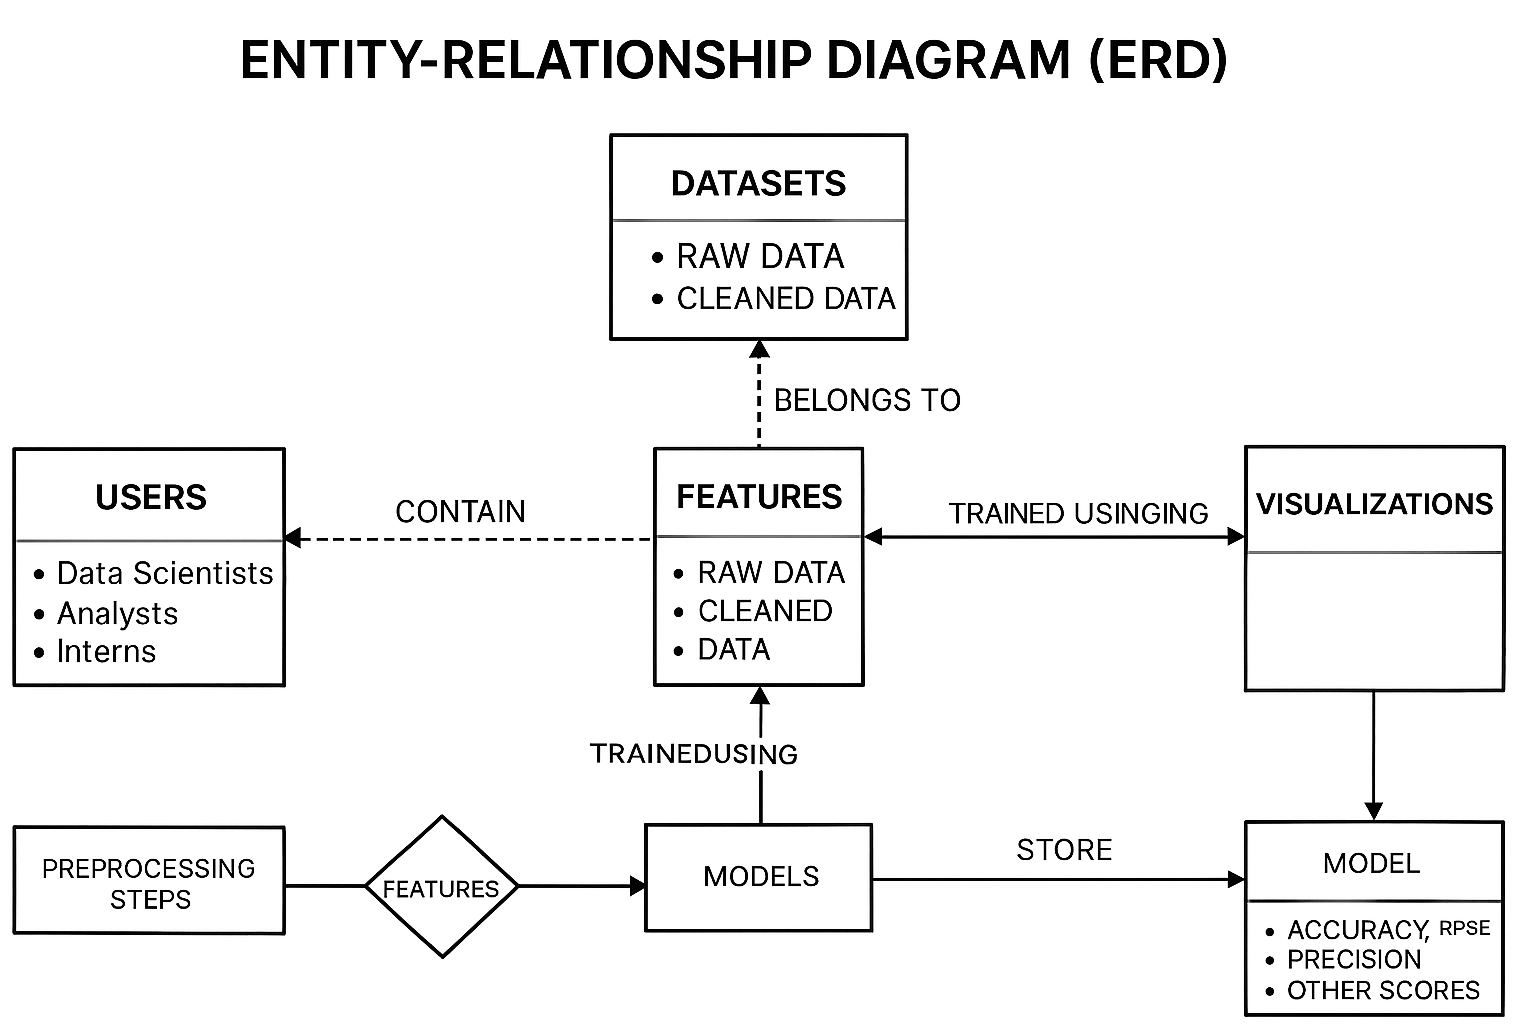 ENTITY-RELATIONSHIP DIAGRAM (ERD)
DATASETS
• RAW DATA
• CLEANED DATA
BELONGS TO
USERS
• Data Scientists
• Analysts
• Interns
CONTAIN
FEATURES
• RAW DATA
• CLEANED
• DATA
TRAINED USINGING
VISUALIZATIONS
TRAINEDUSING
PREPROCESSING
STEPS
FEATURES
MODELS
STORE
MODEL
• ACCURACY, RPSE
• PRECISION
• OTHER SCORES